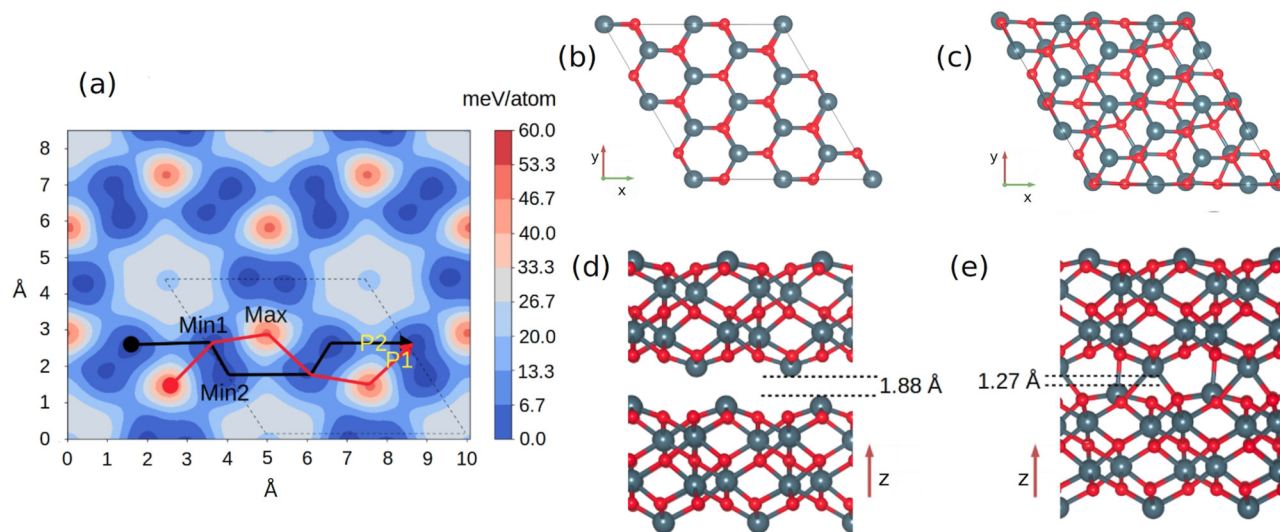 (a)
meV/atom
60.0
53.3
46.7
40.0
33.3
26.7
20.0
13.3
6.7
0.0
8
7
6
5
4
3
2
1
0
Å
0 1 2 3 4 5 6 7 8 9 10
Å
Min1
Max
Min2
P2
P1
(b)
y
x
(c)
y
x
(d)
1.88 Å
z
(e)
1.27 Å
z